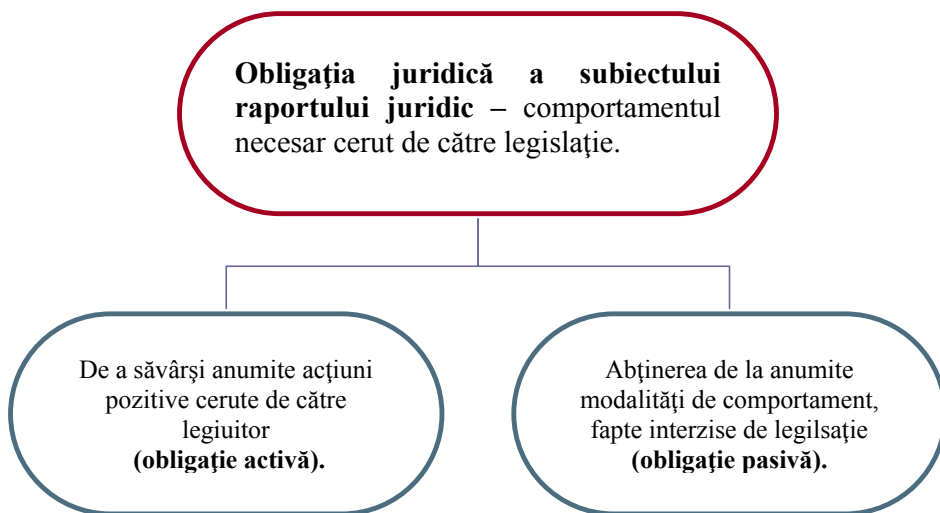 Obligaţia juridică a subiectului
raportului juridic – comportamentul
necesar cerut de către legislaţie.
De a săvârşi anumite acţiuni
pozitive cerute de către
legiuitor
(obligaţie activă).
Abţinerea de la anumite
modalităţi de comportament,
fapte interzise de legilsaţie
(obligaţie pasivă).